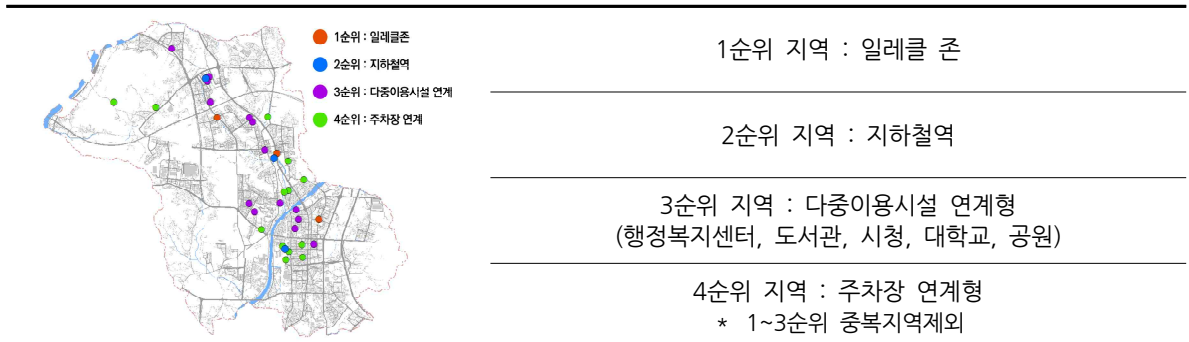 1순위 : 일레클존
2순위 : 지하철역
3순위 : 다중이용시설 연계
4순위 : 주차장 연계
1순위 지역 : 일레클 존
2순위 지역 : 지하철역
3순위 지역 : 다중이용시설 연계형
(행정복지센터, 도서관, 시청, 대학교, 공원)
4순위 지역 : 주차장 연계형
* 1~3순위 중복지역제외